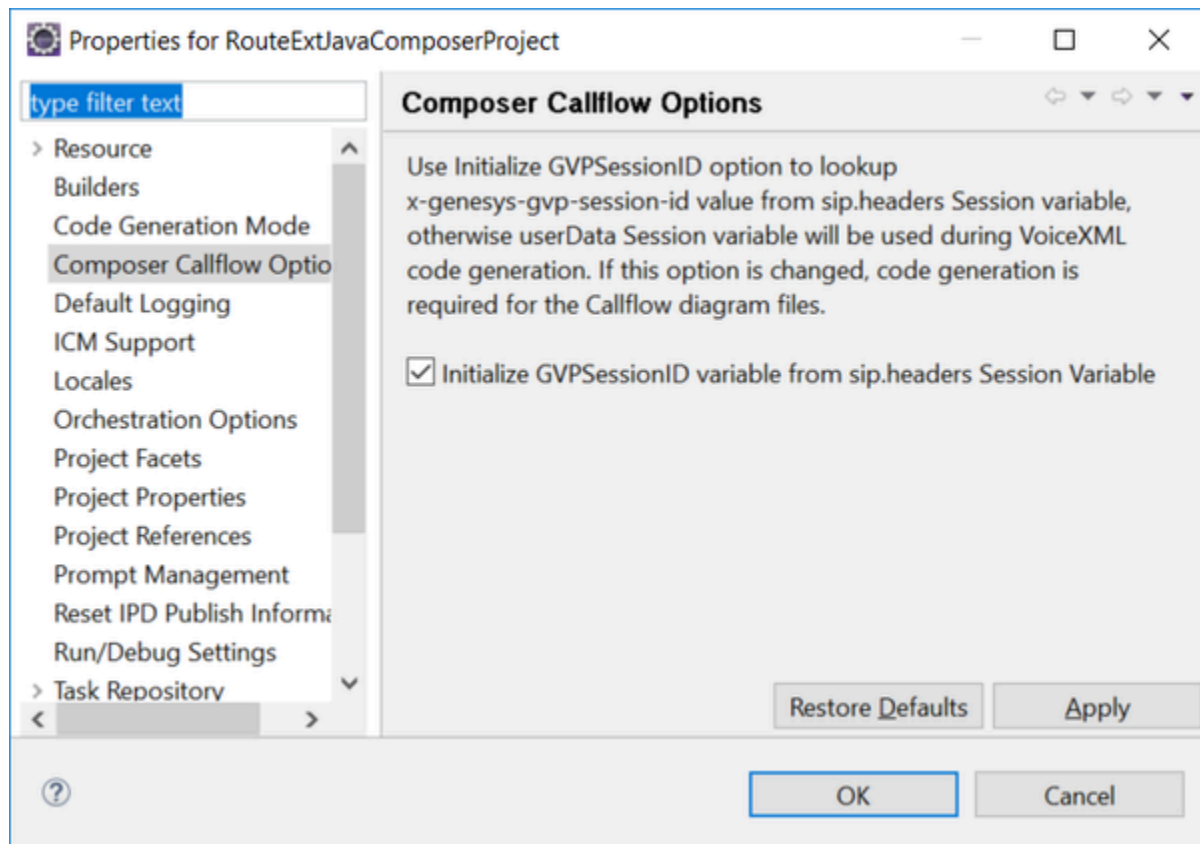 Properties for RouteExtJavaComposerProject
type filter text
Resource
Builders
Code Generation Mode
Composer Callflow Optio
Default Logging
ICM Support
Locales
Orchestration Options
Project Facets
Project Properties
Project References
Prompt Management
Reset IPD Publish Informa
Run/Debug Settings
Task Repository
Composer Callflow Options
Use Initialize GVPSessionID option to lookup
x-genesys-gvp-session-id value from sip.headers Session variable,
otherwise userData Session variable will be used during VoiceXML
code generation. If this option is changed, code generation is
required for the Callflow diagram files.
Initialize GVPSessionID variable from sip.headers Session Variable
Restore Defaults
Apply
OK
Cancel